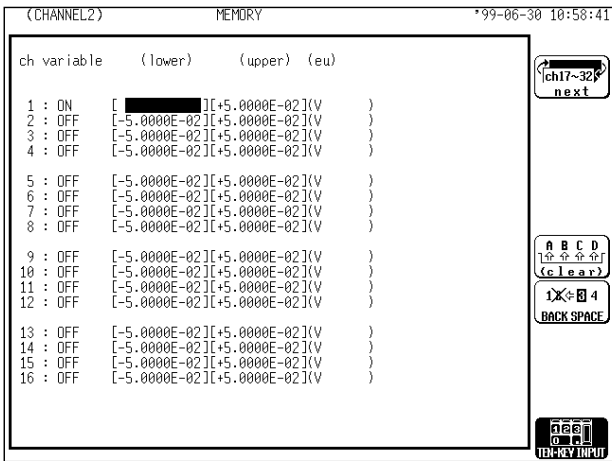 (CHANNEL2) MEMORY '99-06-30 10:58:41
ch variable (lower) (upper) (eu)
1 : ON [ ][+5.0000E-02](V )
2 : OFF [-5.0000E-02][+5.0000E-02](V )
3 : OFF [-5.0000E-02][+5.0000E-02](V )
4 : OFF [-5.0000E-02][+5.0000E-02](V )
5 : OFF [-5.0000E-02][+5.0000E-02](V )
6 : OFF [-5.0000E-02][+5.0000E-02](V )
7 : OFF [-5.0000E-02][+5.0000E-02](V )
8 : OFF [-5.0000E-02][+5.0000E-02](V )
9 : OFF [-5.0000E-02][+5.0000E-02](V )
10 : OFF [-5.0000E-02][+5.0000E-02](V )
11 : OFF [-5.0000E-02][+5.0000E-02](V )
12 : OFF [-5.0000E-02][+5.0000E-02](V )
13 : OFF [-5.0000E-02][+5.0000E-02](V )
14 : OFF [-5.0000E-02][+5.0000E-02](V )
15 : OFF [-5.0000E-02][+5.0000E-02](V )
16 : OFF [-5.0000E-02][+5.0000E-02](V )
ch17~32
next
A B C D
(clear)
1X⇦3 4
BACK SPACE
123
0 .
TEN-KEY INPUT